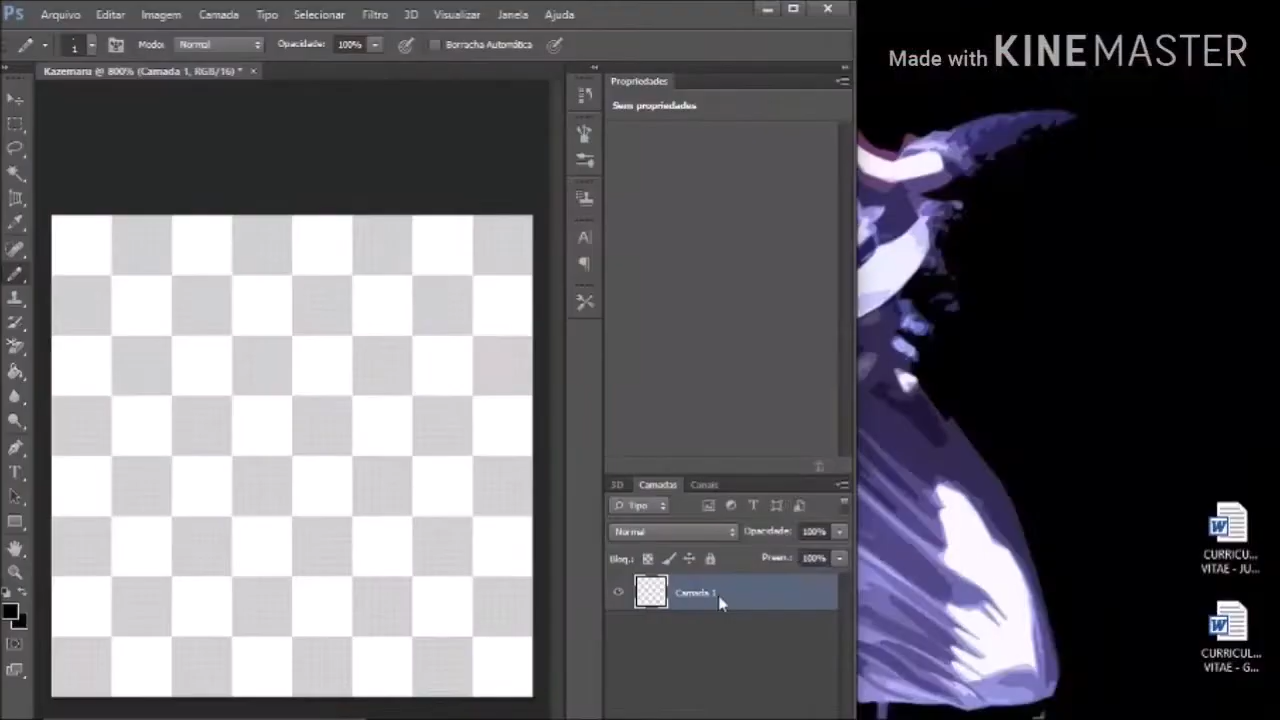 Ps Arquivo Editar Imagem Camada Tipo Selecionar Filtro 3D Visualizar Janela Ajuda
1 Modo: Normal Opacidade: 100% Borracha Automática
Made with KINEMASTER
Kazemaru @ 800% (Camada 1, RGB/16) * ×
Propriedades
Sem propriedades
3D Camadas Canais
Tipo
Normal Opacidade: 100%
Bloq.: Preen.: 100%
Camada 1
CURRICU...
VITAE - JU...
CURRICUL...
VITAE - G...